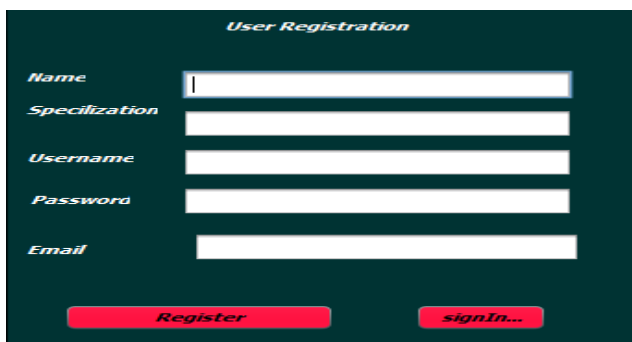 User Registration
Name
Specilization
Username
Password
Email
Register
signIn...